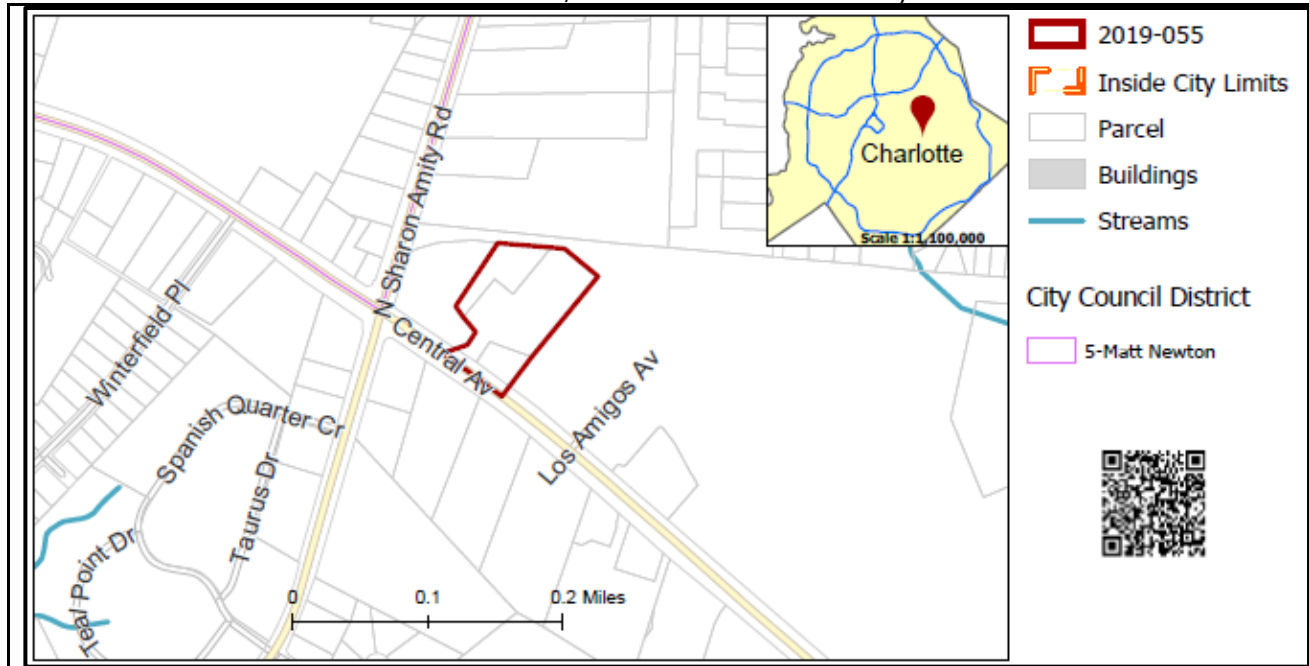 N Sharon Amity Rd
N Central Av
Winterfield Pl
Spanish Quarter Cr
Taurus Dr
Teal Point Dr
Los Amigos Av
0 0.1 0.2 Miles
Charlotte
Scale 1:1,100,000
2019-055
Inside City Limits
Parcel
Buildings
Streams
City Council District
5-Matt Newton